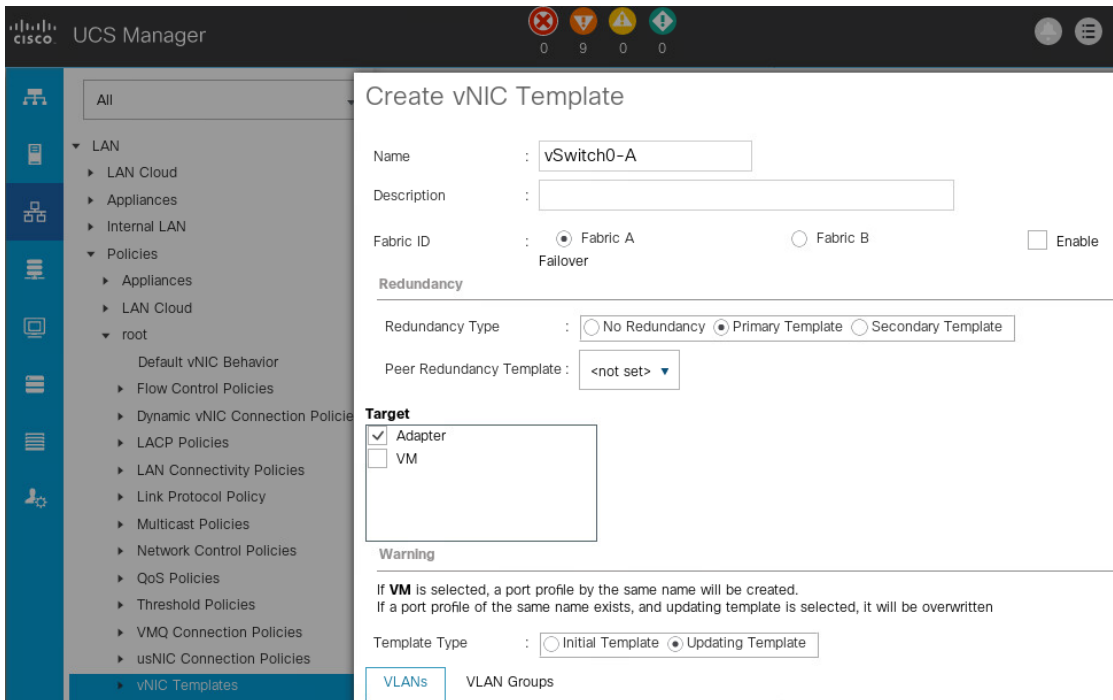 CISCO.
UCS Manager
0 9 0 0
All
LAN
LAN Cloud
Appliances
Internal LAN
Policies
Appliances
LAN Cloud
root
Default vNIC Behavior
Flow Control Policies
Dynamic vNIC Connection Policie
LACP Policies
LAN Connectivity Policies
Link Protocol Policy
Multicast Policies
Network Control Policies
QoS Policies
Threshold Policies
VMQ Connection Policies
usNIC Connection Policies
vNIC Templates
Create vNIC Template
Name : vSwitch0-A
Description :
Fabric ID : Fabric A Fabric B Enable
Failover
Redundancy
Redundancy Type : No Redundancy Primary Template Secondary Template
Peer Redundancy Template : <not set>
Target
Adapter
VM
Warning
If VM is selected, a port profile by the same name will be created.
If a port profile of the same name exists, and updating template is selected, it will be overwritten
Template Type : Initial Template Updating Template
VLANs VLAN Groups